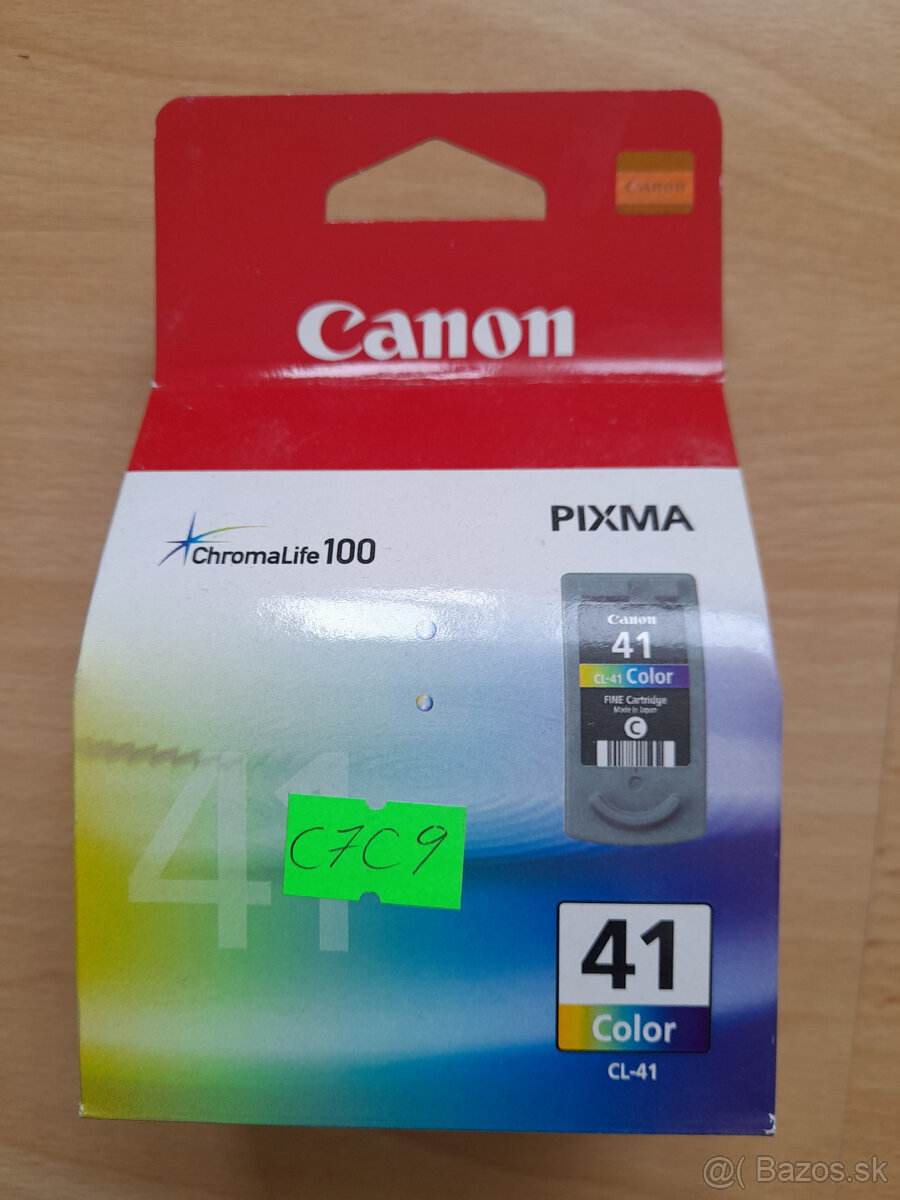 Canon
Canon
PIXMA
ChromaLife100
Canon
41
CL-41 Color
FINE Cartridge
Made in Japan
C
41
C7C9
41
Color
CL-41
@( Bazos.sk